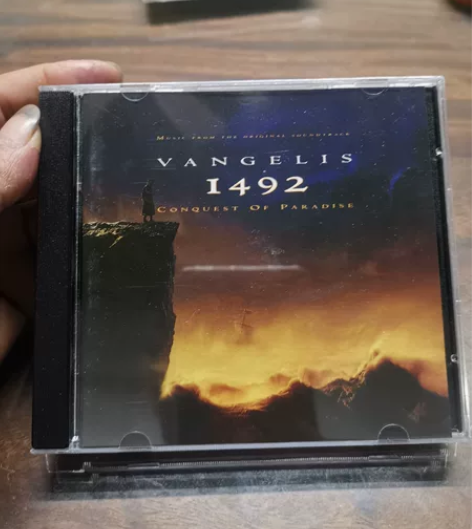 MUSIC FROM THE ORIGINAL SOUNDTRACK
VANGELIS
1492
CONQUEST OF PARADISE